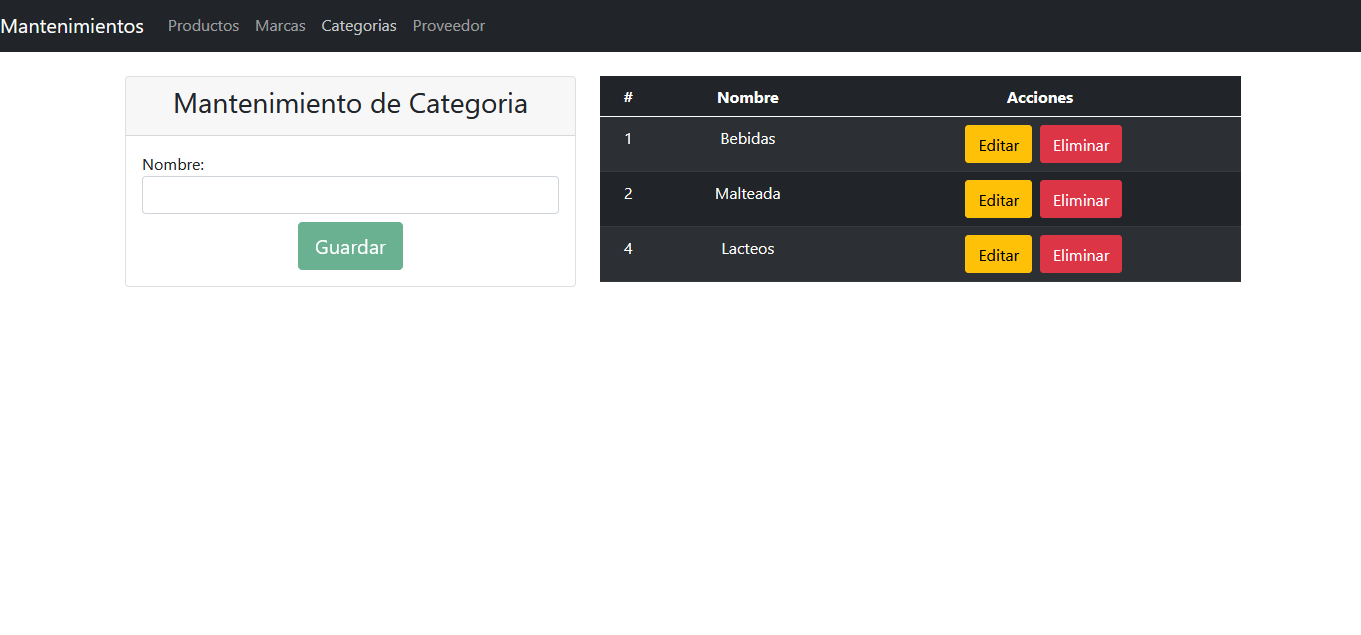 Mantenimientos Productos Marcas Categorias Proveedor
Mantenimiento de Categoria
Nombre:
Guardar
# Nombre Acciones
1 Bebidas Editar Eliminar
2 Malteada Editar Eliminar
4 Lacteos Editar Eliminar